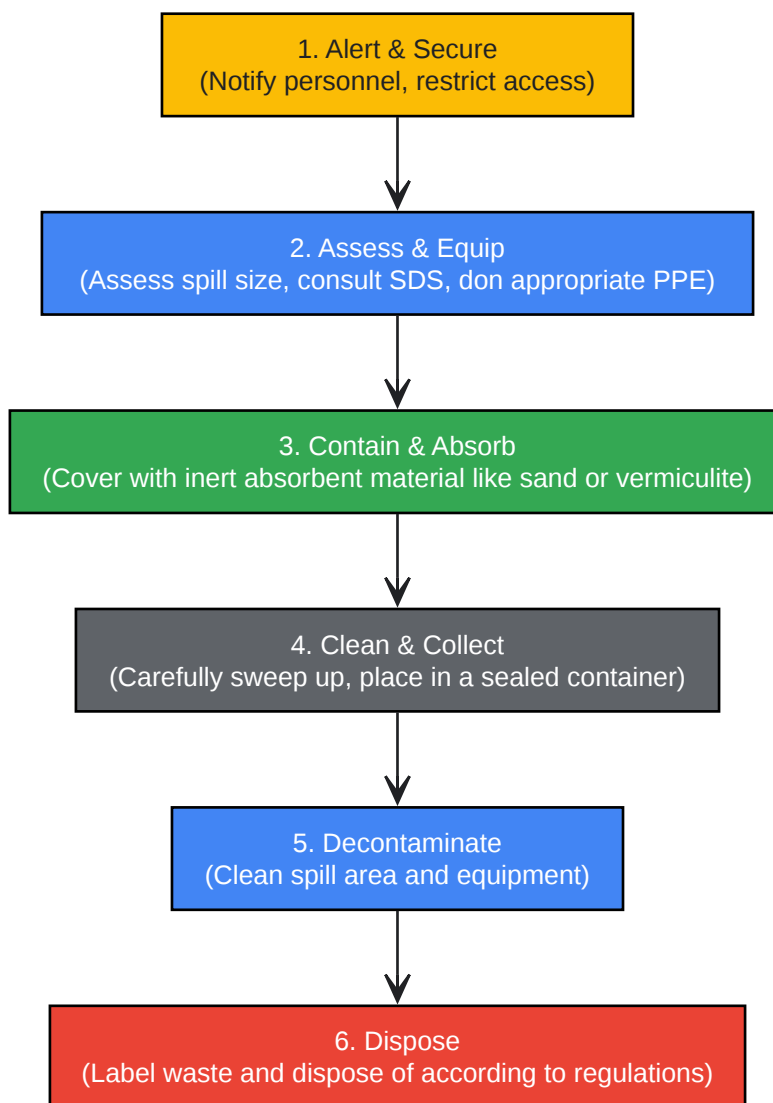 1. Alert & Secure
(Notify personnel, restrict access)
2. Assess & Equip
(Assess spill size, consult SDS, don appropriate PPE)
3. Contain & Absorb
(Cover with inert absorbent material like sand or vermiculite)
4. Clean & Collect
(Carefully sweep up, place in a sealed container)
5. Decontaminate
(Clean spill area and equipment)
6. Dispose
(Label waste and dispose of according to regulations)